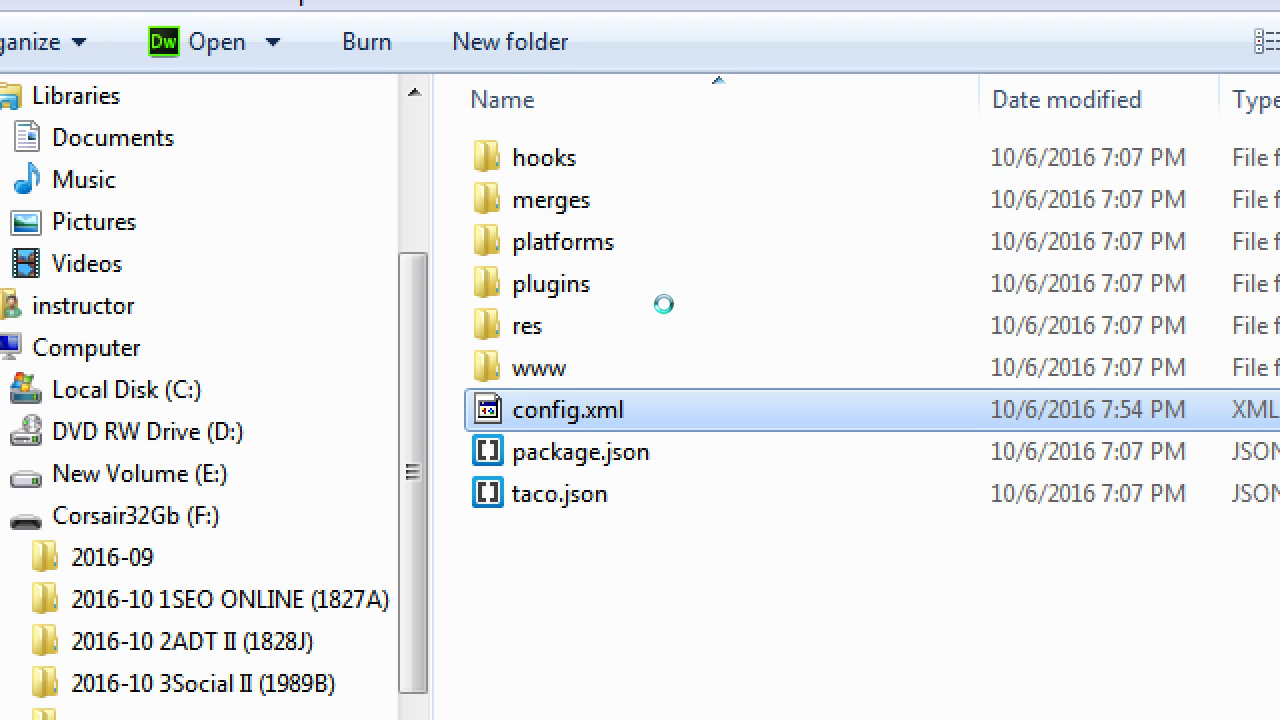 ganize Dw Open Burn New folder
Libraries
Documents
Music
Pictures
Videos
instructor
Computer
Local Disk (C:)
DVD RW Drive (D:)
New Volume (E:)
Corsair32Gb (F:)
2016-09
2016-10 1SEO ONLINE (1827A)
2016-10 2ADT II (1828J)
2016-10 3Social II (1989B)
Name Date modified Type
hooks 10/6/2016 7:07 PM File f
merges 10/6/2016 7:07 PM File f
platforms 10/6/2016 7:07 PM File f
plugins 10/6/2016 7:07 PM File f
res 10/6/2016 7:07 PM File f
www 10/6/2016 7:07 PM File f
config.xml 10/6/2016 7:54 PM XML
package.json 10/6/2016 7:07 PM JSON
taco.json 10/6/2016 7:07 PM JSON